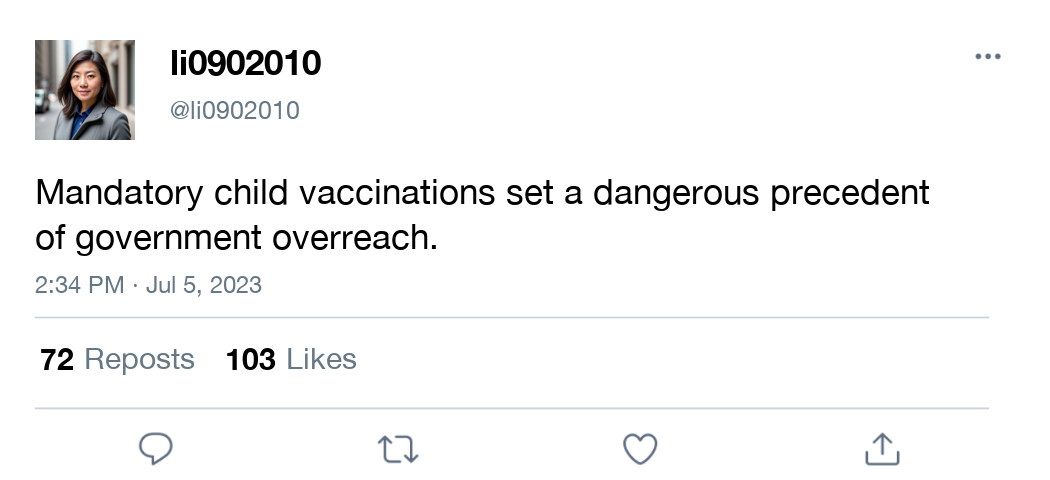 li0902010
@li0902010
Mandatory child vaccinations set a dangerous precedent
of government overreach.
2:34 PM · Jul 5, 2023
72 Reposts 103 Likes